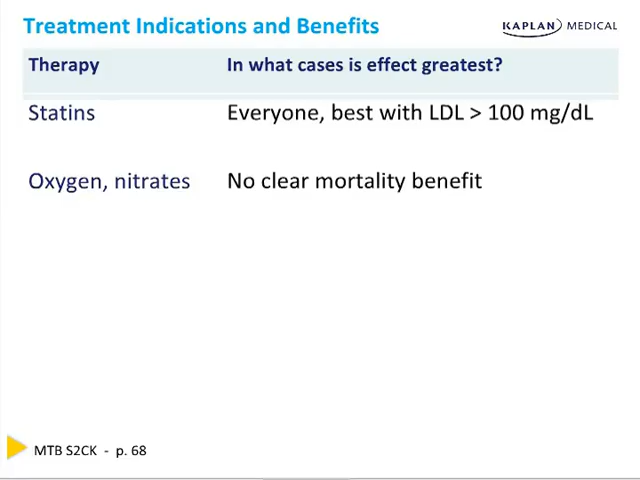 Treatment Indications and Benefits
KAPLAN MEDICAL
Therapy In what cases is effect greatest?
Statins Everyone, best with LDL > 100 mg/dL
Oxygen, nitrates No clear mortality benefit
MTB S2CK - p. 68